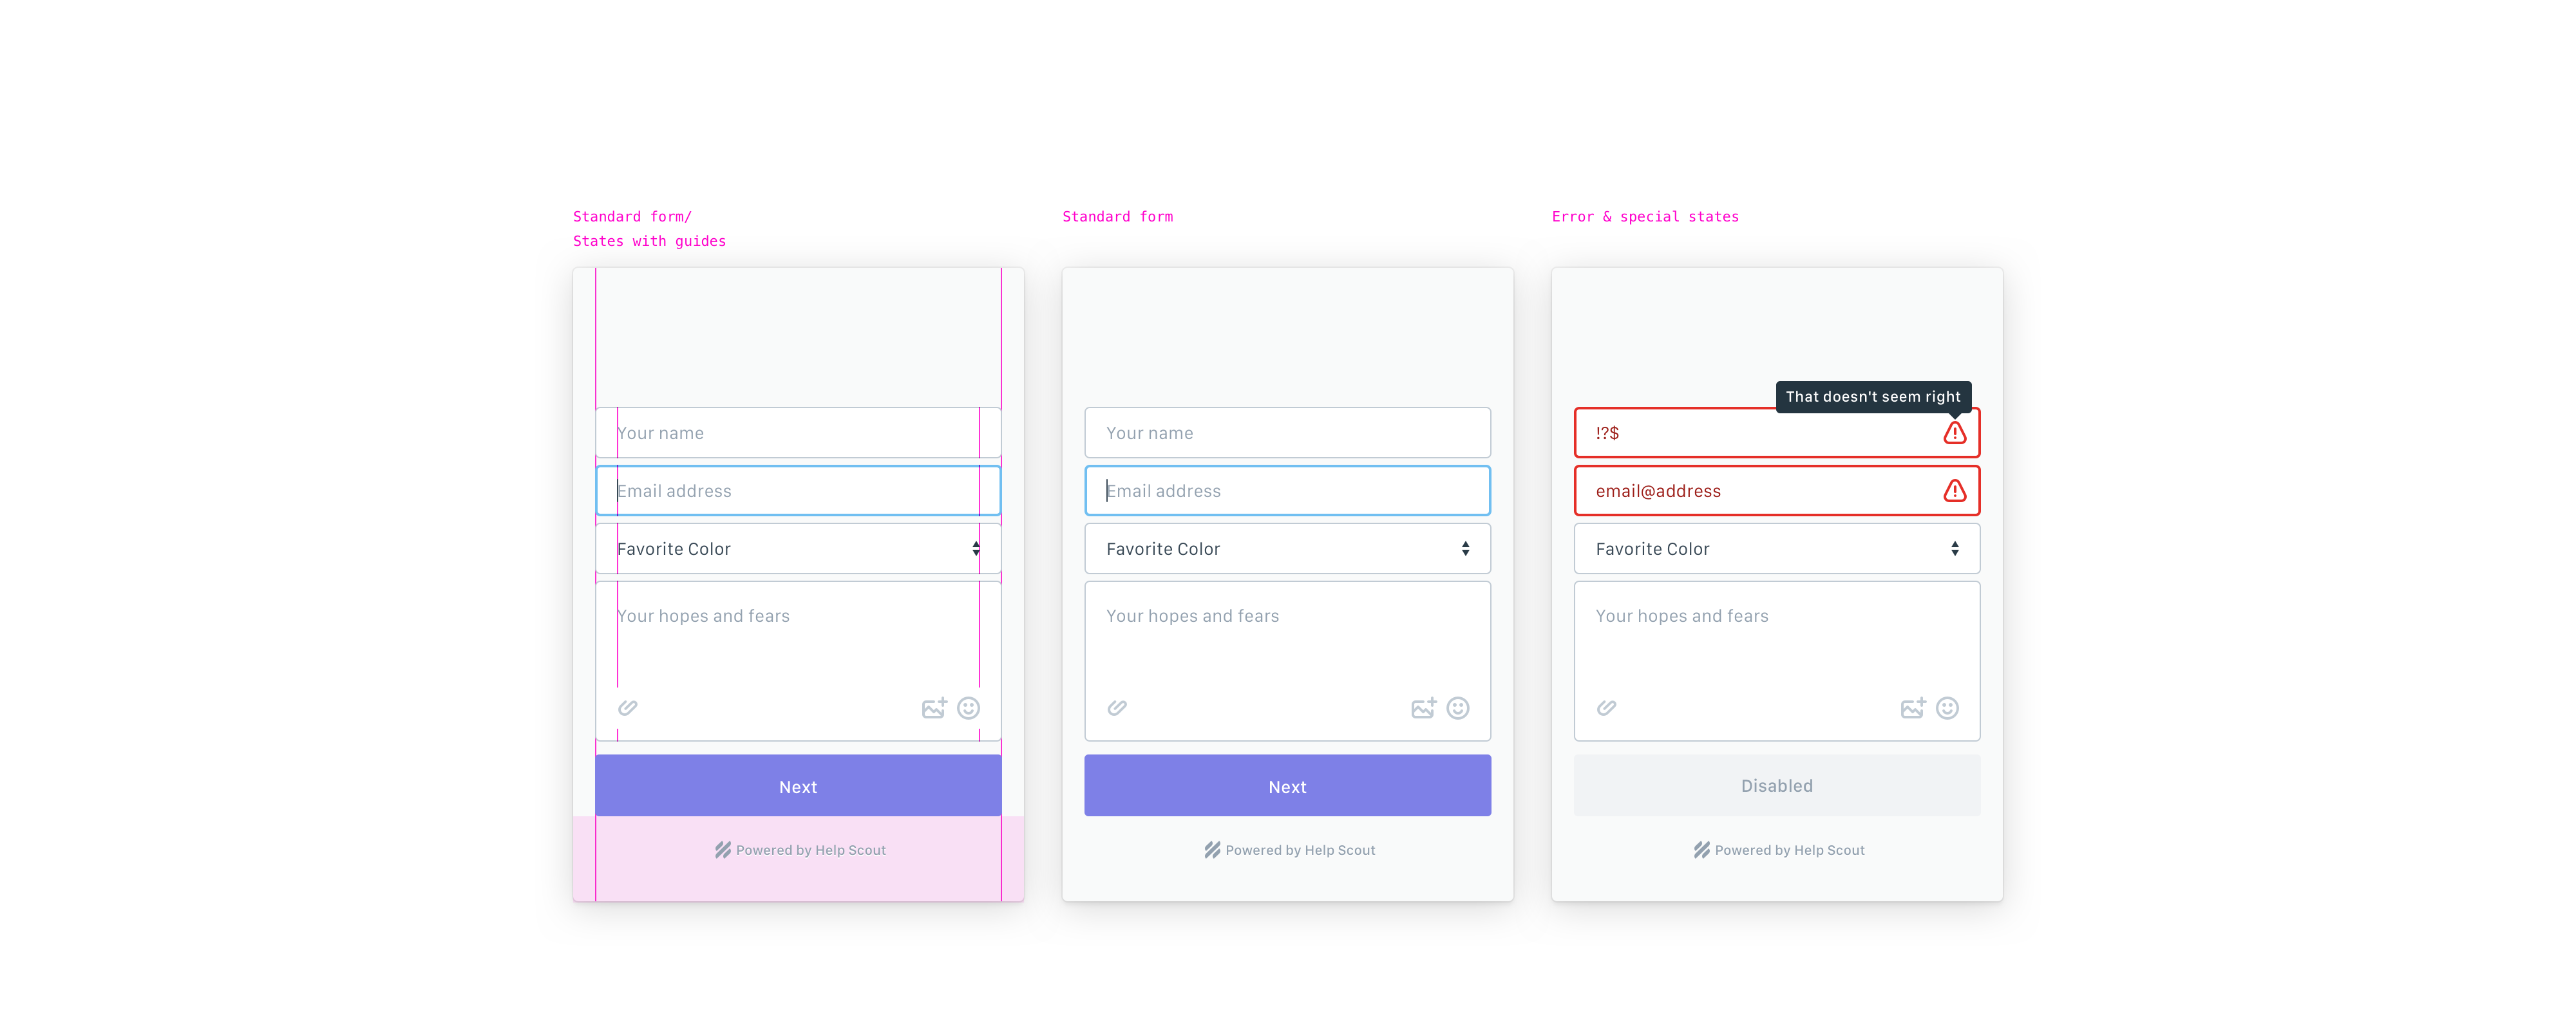 Standard form/
States with guides
Your name
Email address
Favorite Color
Your hopes and fears
Next
Powered by Help Scout
Standard form
Your name
Email address
Favorite Color
Your hopes and fears
Next
Powered by Help Scout
Error & special states
That doesn't seem right
!?$
email@address
Favorite Color
Your hopes and fears
Disabled
Powered by Help Scout